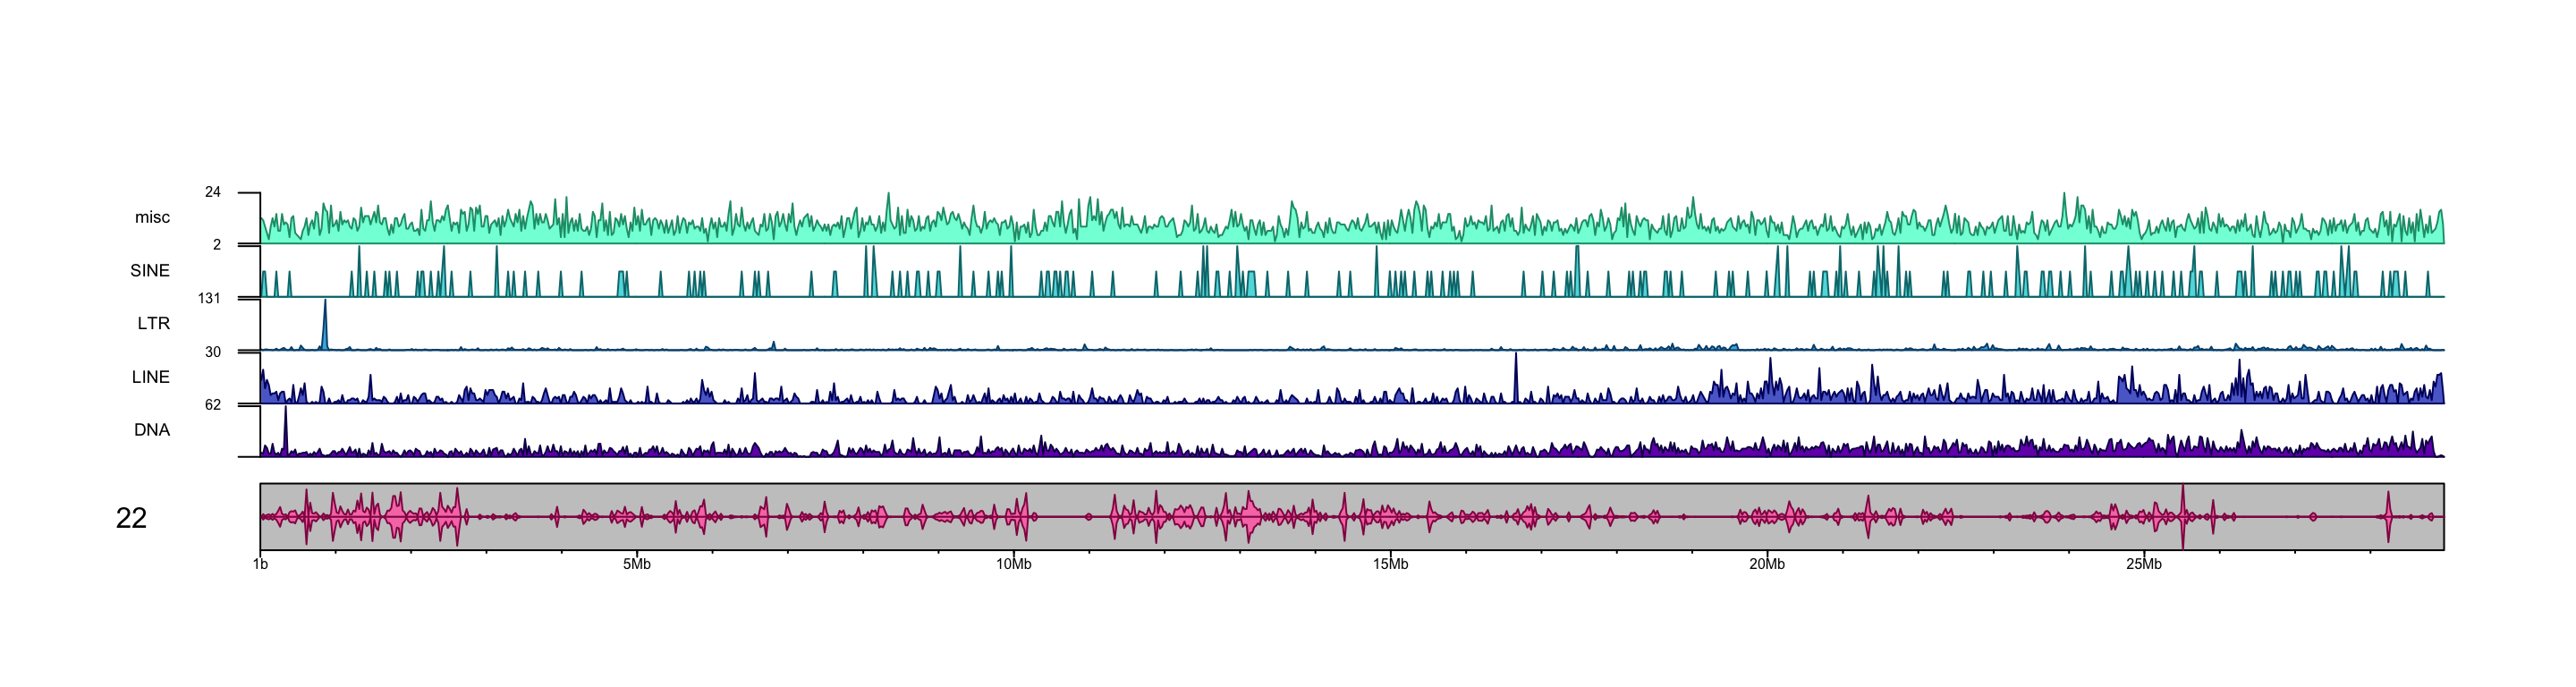 24
misc
2
SINE
131
LTR
30
LINE
62
DNA
22
1b 5Mb 10Mb 15Mb 20Mb 25Mb